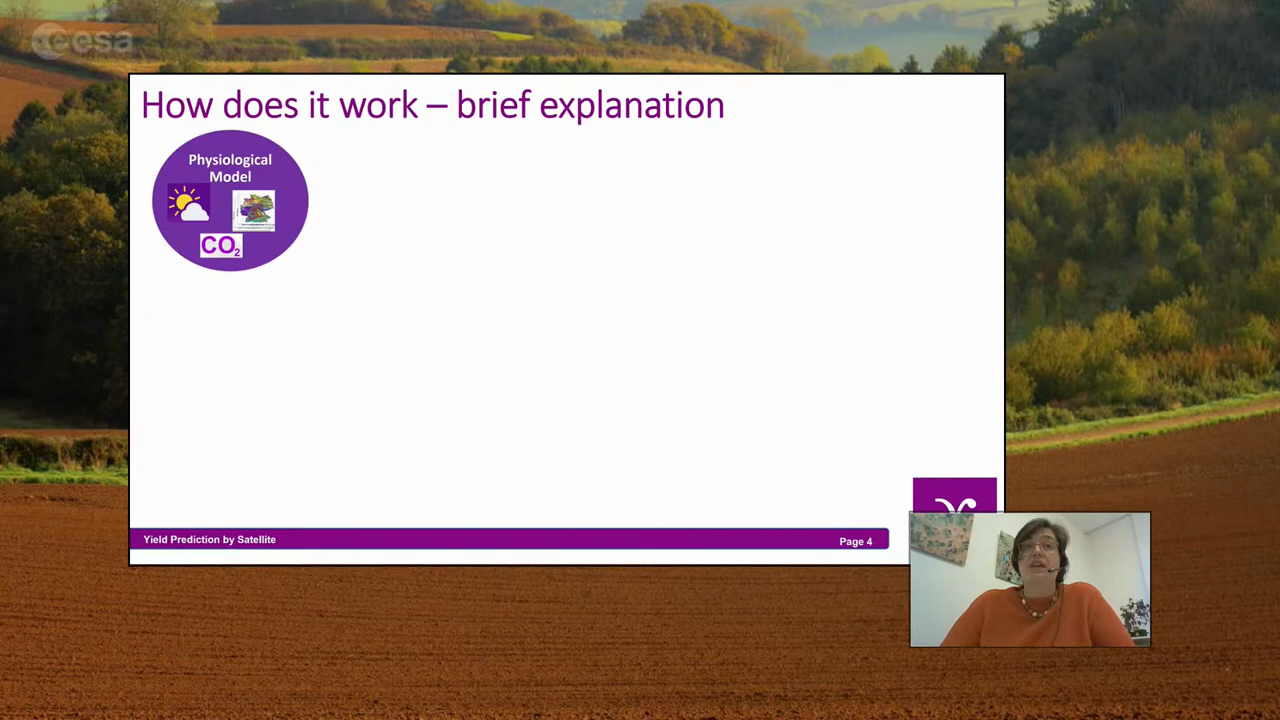 esa
How does it work – brief explanation
Physiological
Model
CO2
Yield Prediction by Satellite
Page 4